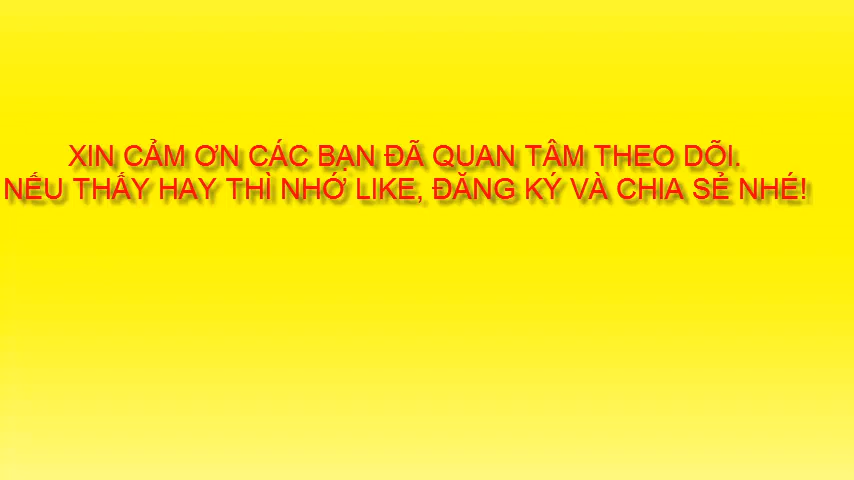 XIN CẢM ƠN CÁC BẠN ĐÃ QUAN TÂM THEO DÕI.
NẾU THẤY HAY THÌ NHỚ LIKE, ĐĂNG KÝ VÀ CHIA SẺ NHÉ!